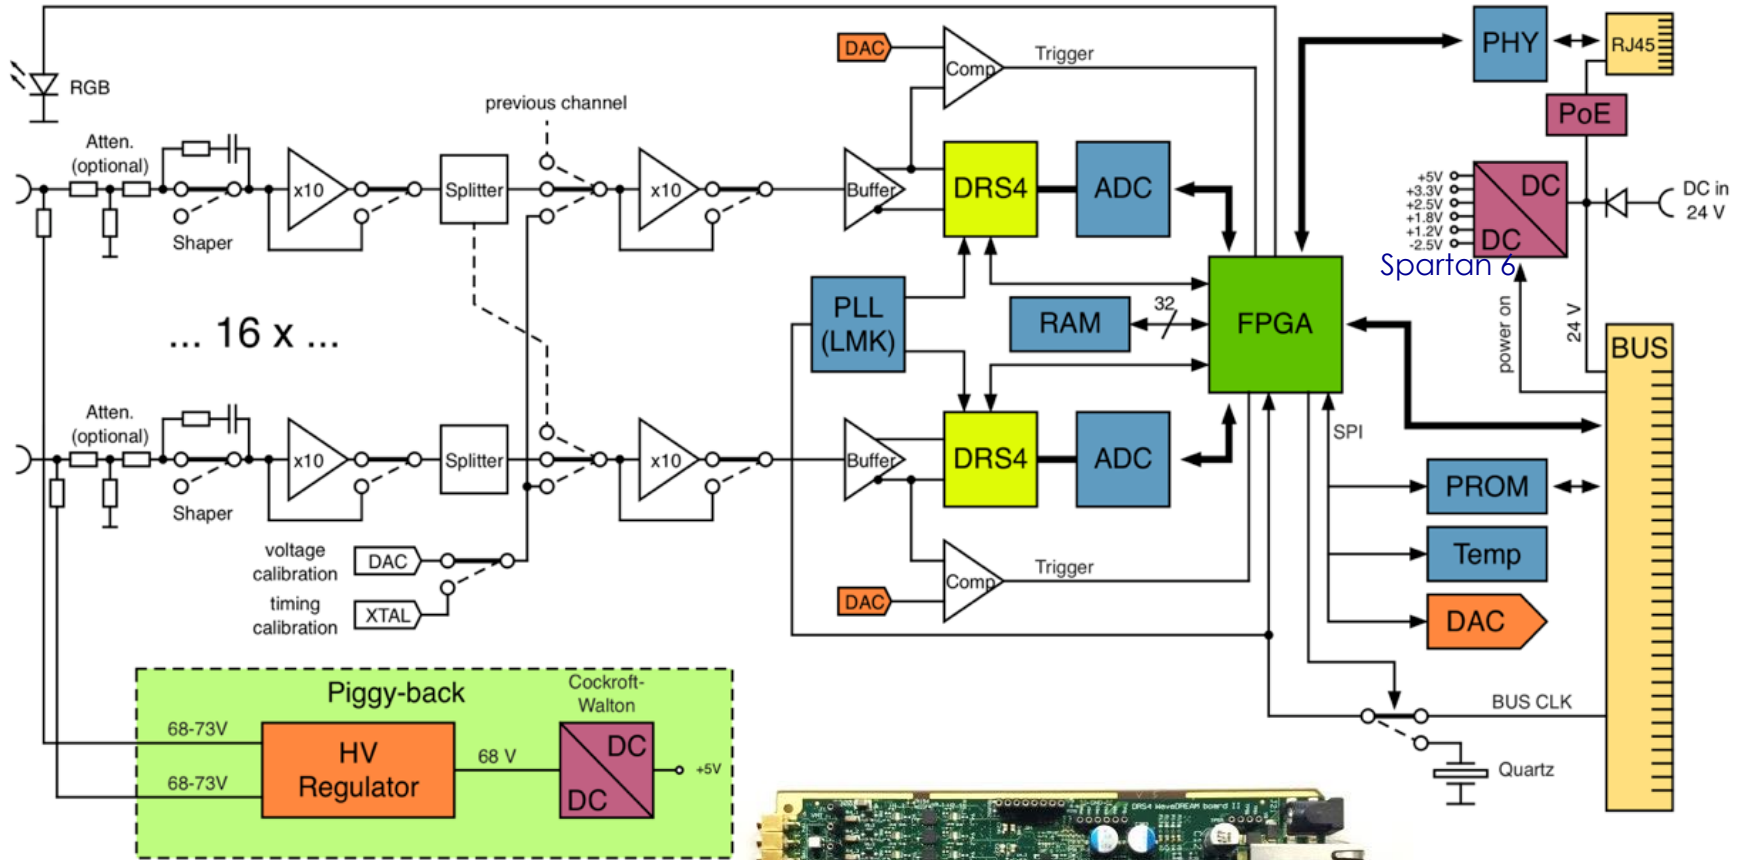 RGB
Atten.
(optional)
Shaper
x10
Splitter
previous channel
x10
Buffer
DAC
Comp
Trigger
DRS4
ADC
PHY
RJ45
PoE
+5V
+3.3V
+2.5V
+1.8V
+1.2V
-2.5V
DC
DC
DC in
24 V
Spartan 6
... 16 x ...
PLL
(LMK)
RAM
32
FPGA
power on
24 V
BUS
Atten.
(optional)
Shaper
x10
Splitter
x10
Buffer
DRS4
ADC
SPI
PROM
Temp
DAC
voltage
calibration
DAC
timing
calibration
XTAL
DAC
Comp
Trigger
Piggy-back
Cockroft-
Walton
68-73V
68-73V
HV
Regulator
68 V
DC
DC
+5V
BUS CLK
Quartz
DRS4 WaveDREAM board II